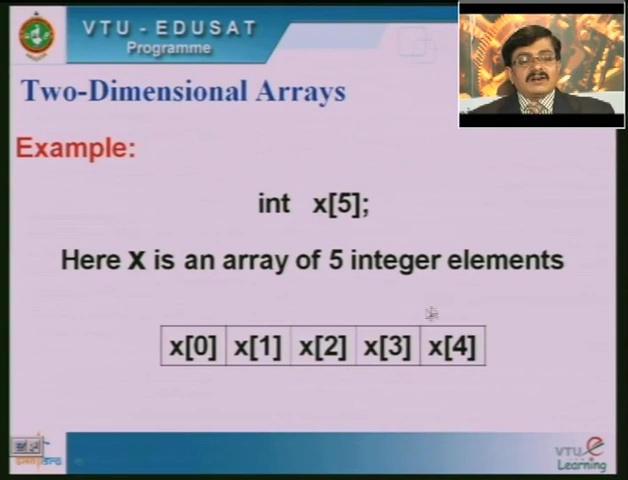 VTU - EDUSAT
Programme
Two-Dimensional Arrays
Example:
int x[5];
Here x is an array of 5 integer elements
x[0] x[1] x[2] x[3] x[4]
VTU e
Learning